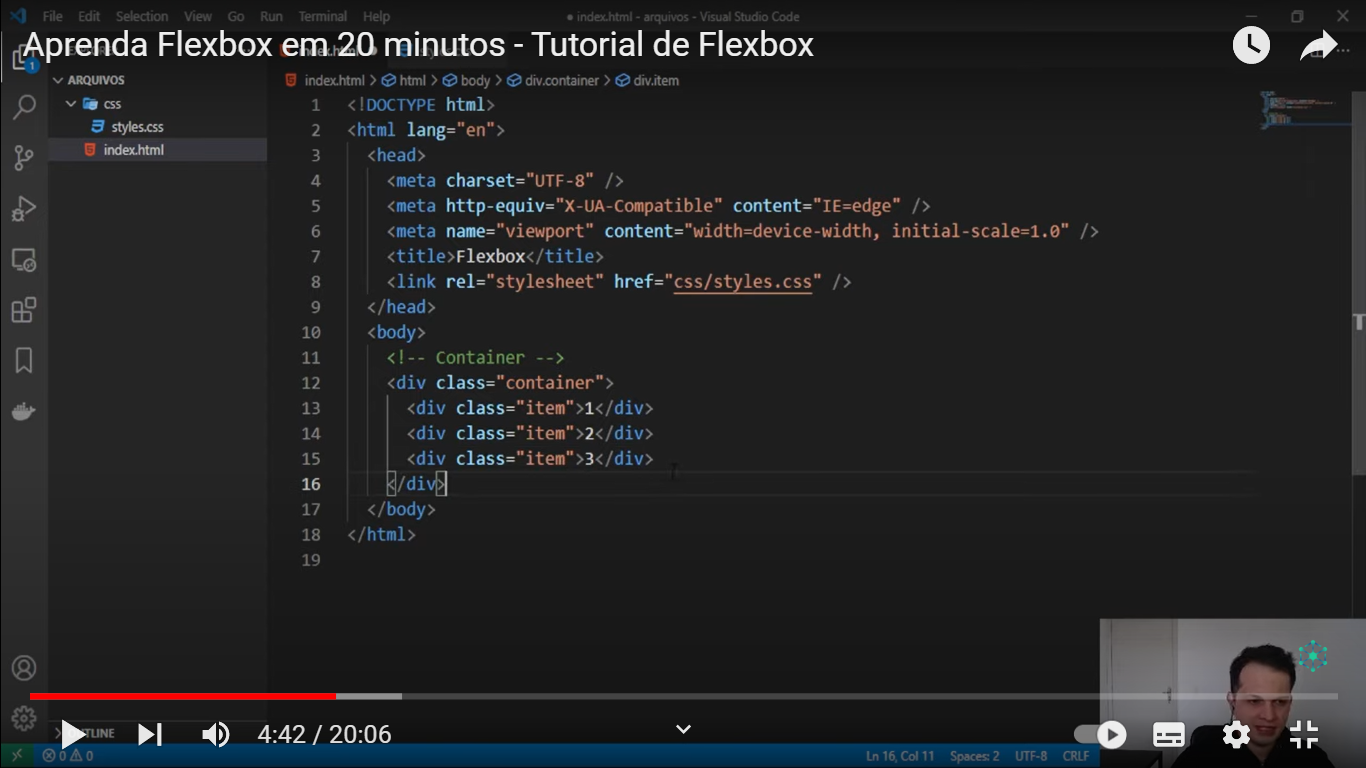 File Edit Selection View Go Run Terminal Help
● index.html - arquivos - Visual Studio Code
Aprenda Flexbox em 20 minutos - Tutorial de Flexbox
1
ARQUIVOS
css
styles.css
index.html
index.html > html > body > div.container > div.item
1 <!DOCTYPE html>
2 <html lang="en">
3 <head>
4 <meta charset="UTF-8" />
5 <meta http-equiv="X-UA-Compatible" content="IE=edge" />
6 <meta name="viewport" content="width=device-width, initial-scale=1.0" />
7 <title>Flexbox</title>
8 <link rel="stylesheet" href="css/styles.css" />
9 </head>
10 <body>
11 <!-- Container -->
12 <div class="container">
13 <div class="item">1</div>
14 <div class="item">2</div>
15 <div class="item">3</div>
16 </div>
17 </body>
18 </html>
19
4:42 / 20:06
0 0
Ln 16, Col 11 Spaces: 2 UTF-8 CRLF